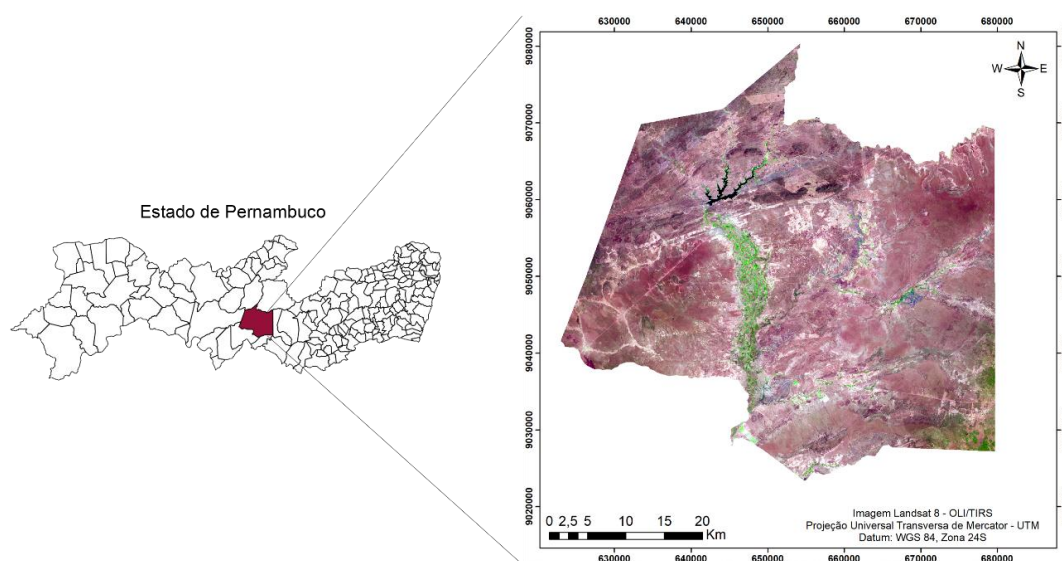 Estado de Pernambuco
630000 640000 650000 660000 670000 680000
N
W E
S
9080000
9070000
9060000
9050000
9040000
9030000
9020000
0 2,5 5 10 15 20
Km
Imagem Landsat 8 - OLI/TIRS
Projeção Universal Transversa de Mercator - UTM
Datum: WGS 84, Zona 24S
630000 640000 650000 660000 670000 680000